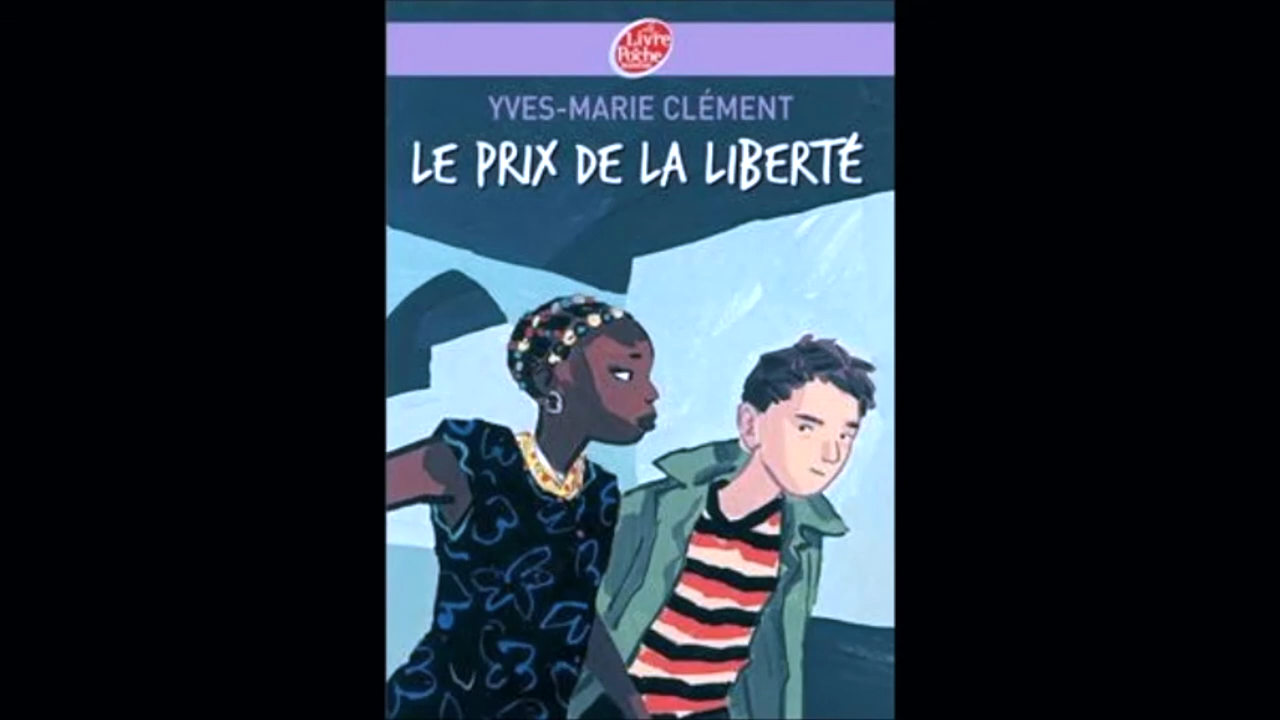 Le
Livre
de
Poche
YVES-MARIE CLÉMENT
LE PRIX DE LA LIBERTÉ